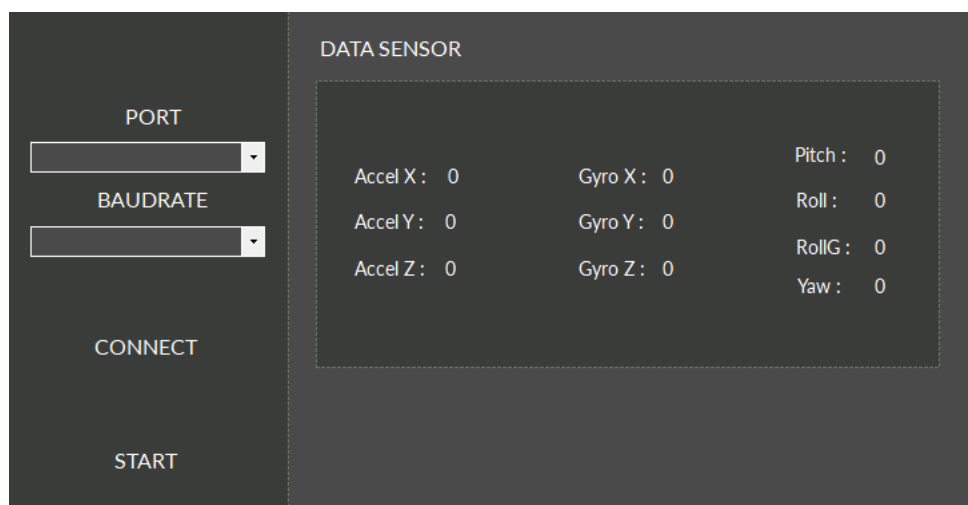 DATA SENSOR
PORT
BAUDRATE
CONNECT
START
Accel X : 0
Accel Y : 0
Accel Z : 0
Gyro X : 0
Gyro Y : 0
Gyro Z : 0
Pitch : 0
Roll : 0
RollG : 0
Yaw : 0